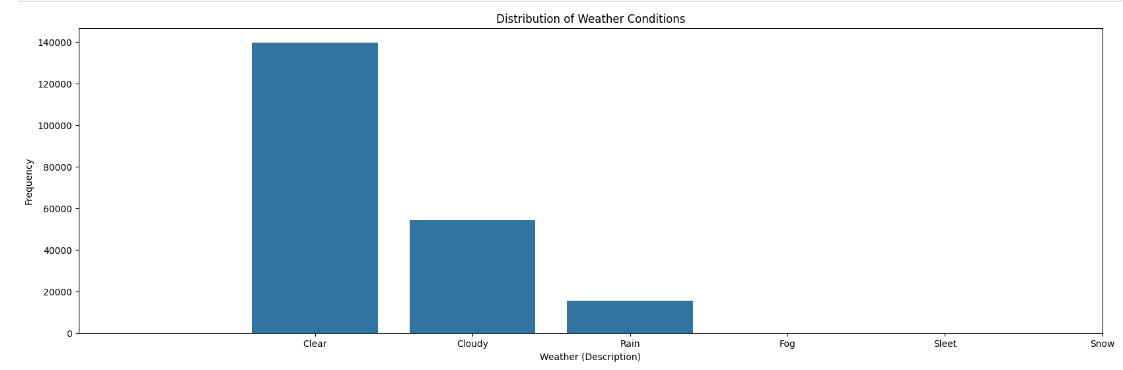 Distribution of Weather Conditions
140000
120000
100000
80000
60000
40000
20000
0
Frequency
Clear Cloudy Rain Fog Sleet Snow
Weather (Description)